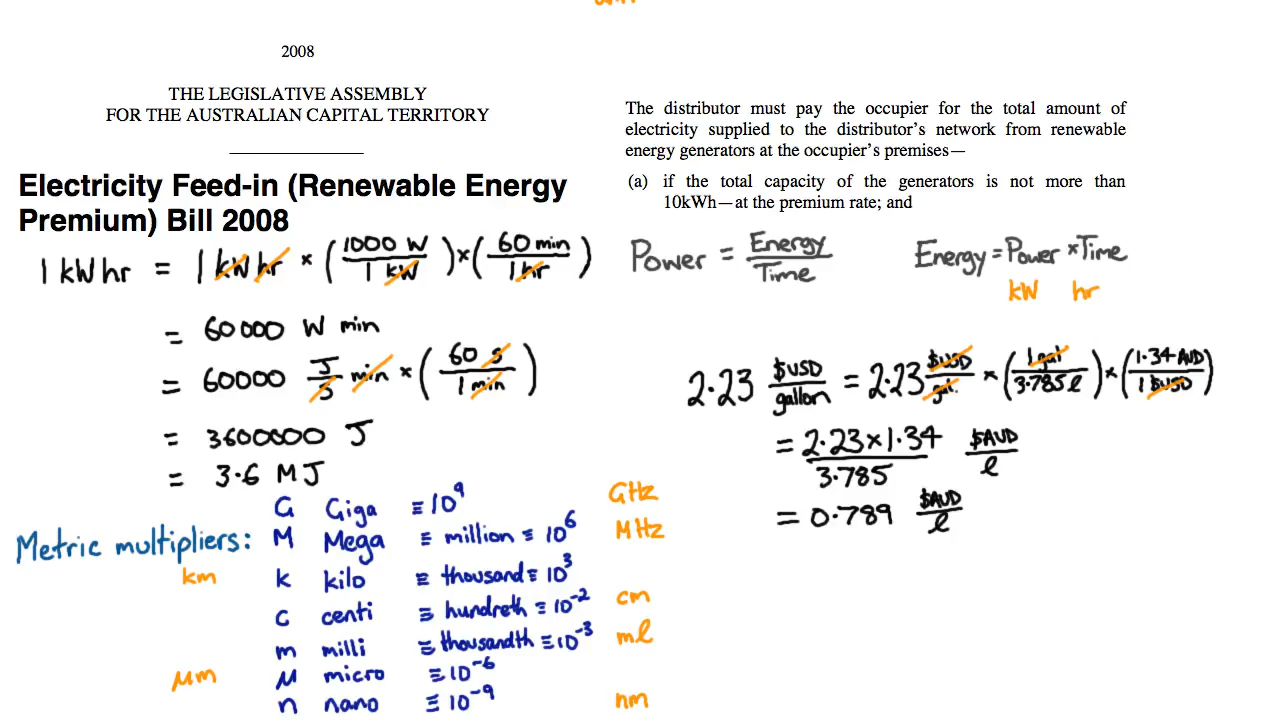 2008
THE LEGISLATIVE ASSEMBLY
FOR THE AUSTRALIAN CAPITAL TERRITORY
Electricity Feed-in (Renewable Energy
Premium) Bill 2008
The distributor must pay the occupier for the total amount of
electricity supplied to the distributor's network from renewable
energy generators at the occupier's premises—
(a) if the total capacity of the generators is not more than
10kWh—at the premium rate; and
1 kW hr = 1 kW hr × (1000 W / 1 kW) × (60 min / 1 hr)
= 60000 W min
= 60000 J/s min × (60 s / 1 min)
= 3600000 J
= 3.6 MJ
Power = Energy / Time
Energy = Power × Time
kW hr
2.23 $USD/gallon = 2.23 $USD/gal. × (1 gal / 3.785 l) × (1.34 AUD / 1 $USD)
= 2.23 × 1.34 / 3.785 $AUD/l
= 0.789 $AUD/l
Metric multipliers:
G Giga ≡ 10^9 GHz
M Mega ≡ million ≡ 10^6 MHz
km k kilo ≡ thousand ≡ 10^3
c centi ≡ hundreth ≡ 10^-2 cm
m milli ≡ thousandth ≡ 10^-3 ml
μm μ micro ≡ 10^-6
n nano ≡ 10^-9 nm